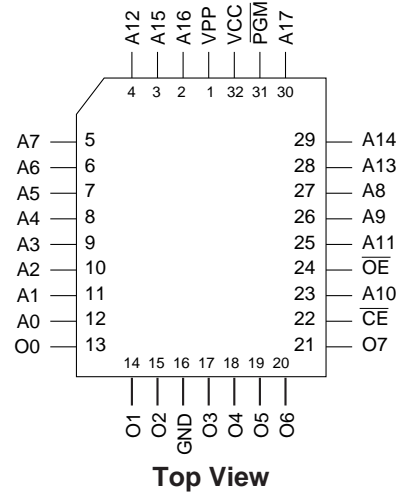 A12 A15 A16 VPP VCC PGM A17
4 3 2 1 32 31 30
A7 5 29 A14
A6 6 28 A13
A5 7 27 A8
A4 8 26 A9
A3 9 25 A11
A2 10 24 OE
A1 11 23 A10
A0 12 22 CE
O0 13 21 O7
14 15 16 17 18 19 20
O1 O2 GND O3 O4 O5 O6
Top View